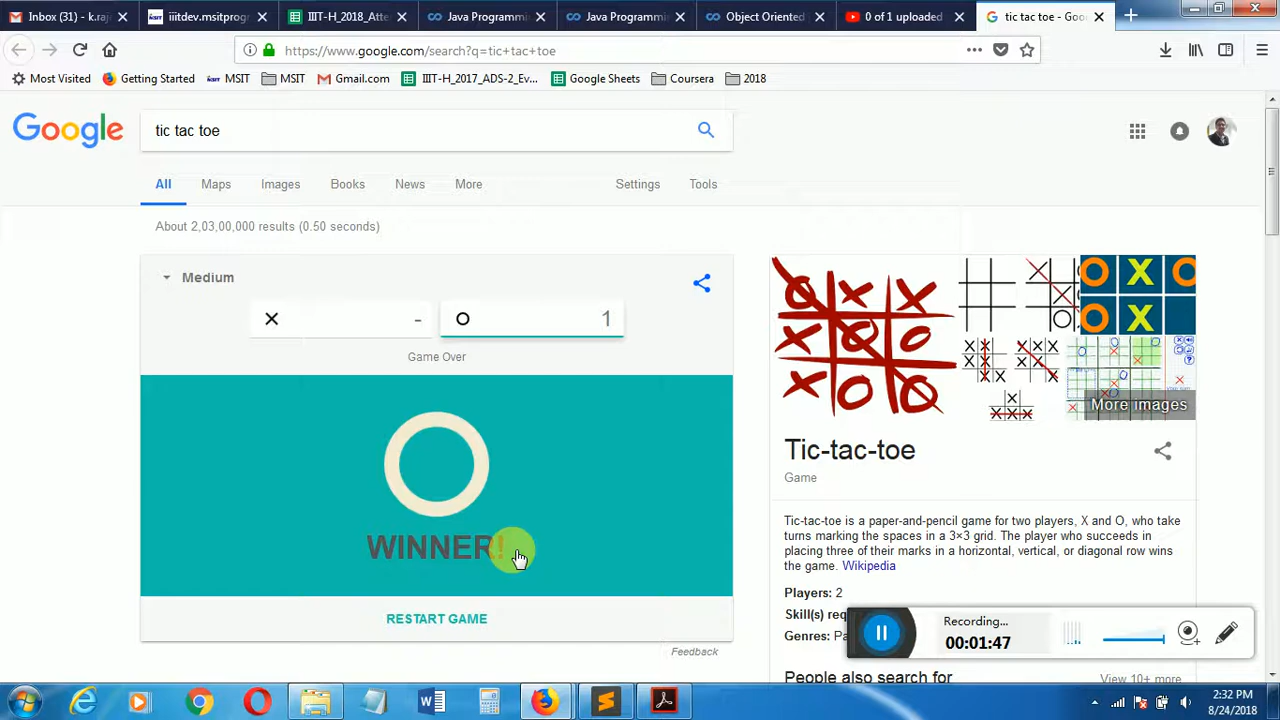 Inbox (31) - k.raj
iiitdev.msitprogr
IIIT-H_2018_Atte
Java Programmi
Java Programmi
Object Oriented
0 of 1 uploaded
tic tac toe - Goo
https://www.google.com/search?q=tic+tac+toe
Most Visited
Getting Started
MSIT
MSIT
Gmail.com
IIIT-H_2017_ADS-2_Ev...
Google Sheets
Coursera
2018
Google
tic tac toe
All
Maps
Images
Books
News
More
Settings
Tools
About 2,03,00,000 results (0.50 seconds)
Medium
X -
O 1
Game Over
WINNER!
RESTART GAME
Feedback
More images
Tic-tac-toe
Game
Tic-tac-toe is a paper-and-pencil game for two players, X and O, who take
turns marking the spaces in a 3×3 grid. The player who succeeds in
placing three of their marks in a horizontal, vertical, or diagonal row wins
the game. Wikipedia
Players: 2
Skill(s) req
Genres: Pa
People also search for
View 10+ more
Recording...
00:01:47
2:32 PM
8/24/2018